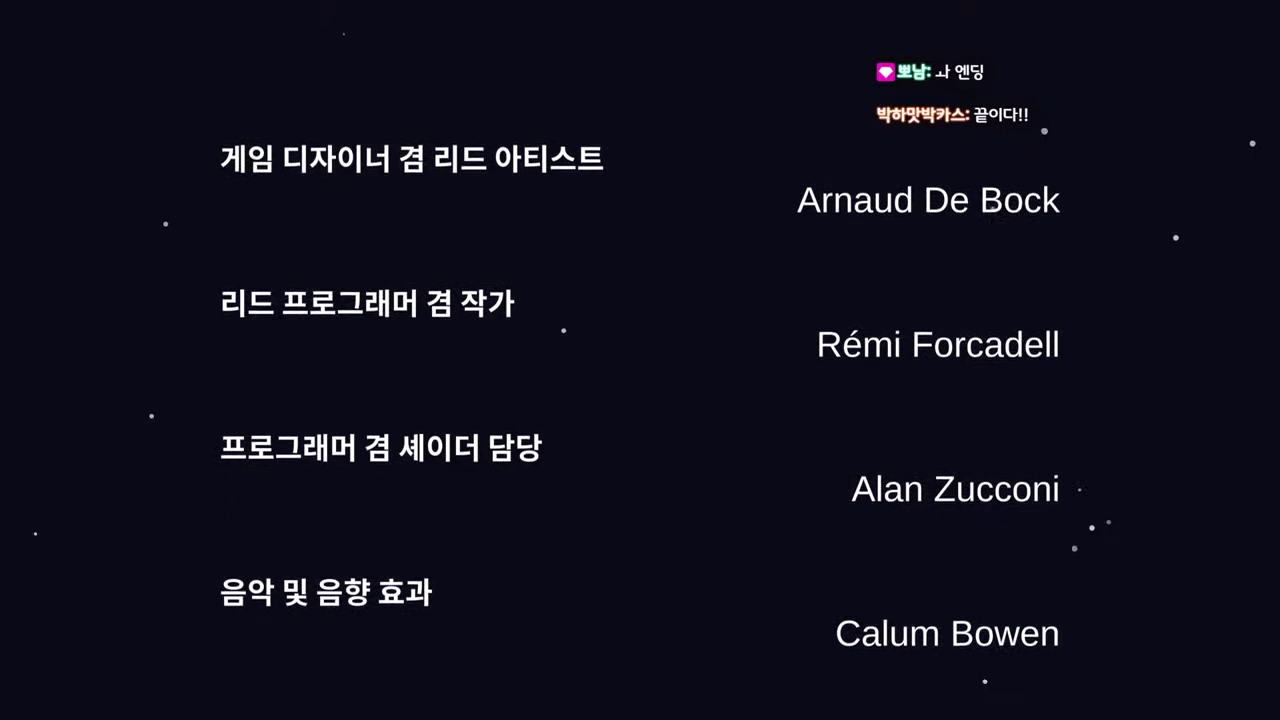 뽀남: ㅘ 엔딩
박하맛박카스: 끝이다!!
게임 디자이너 겸 리드 아티스트
Arnaud De Bock
리드 프로그래머 겸 작가
Rémi Forcadell
프로그래머 겸 셰이더 담당
Alan Zucconi
음악 및 음향 효과
Calum Bowen